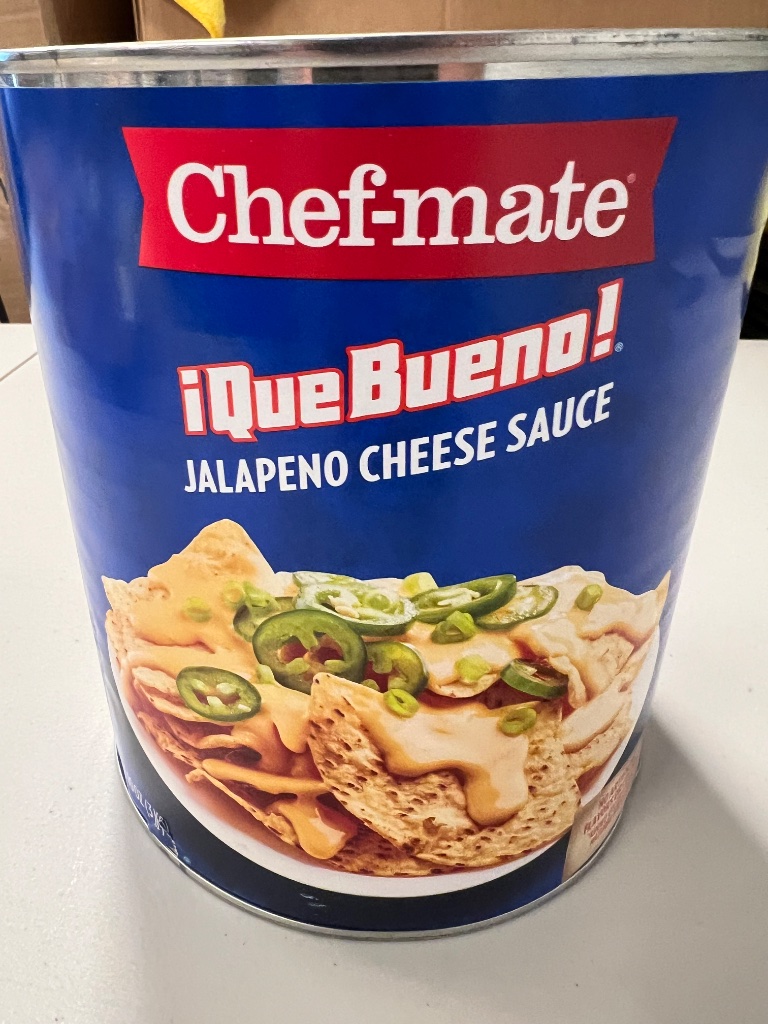 Chef-mate®
¡Que Bueno!®
JALAPENO CHEESE SAUCE